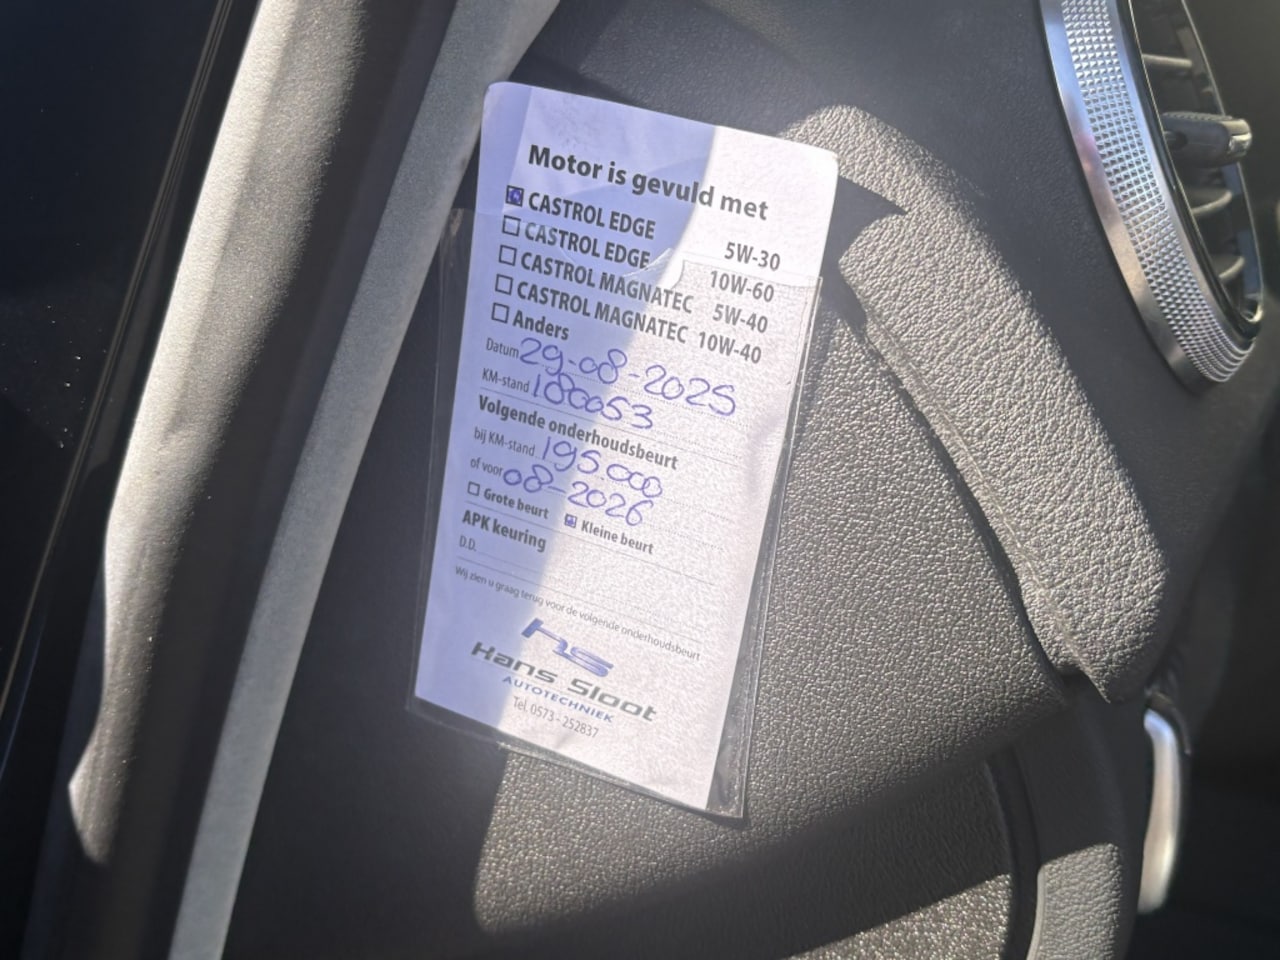 Motor is gevuld met
CASTROL EDGE 5W-30
CASTROL EDGE 10W-60
CASTROL MAGNATEC 5W-40
CASTROL MAGNATEC 10W-40
Anders
Datum 29-08-2025
KM-stand 180053
Volgende onderhoudsbeurt
bij KM-stand 195.000
of voor 08-2026
Grote beurt Kleine beurt
APK keuring
D.D.
Wij zien u graag terug voor de volgende onderhoudsbeurt
hs
Hans Sloot
AUTOTECHNIEK
Tel. 0573 - 252837